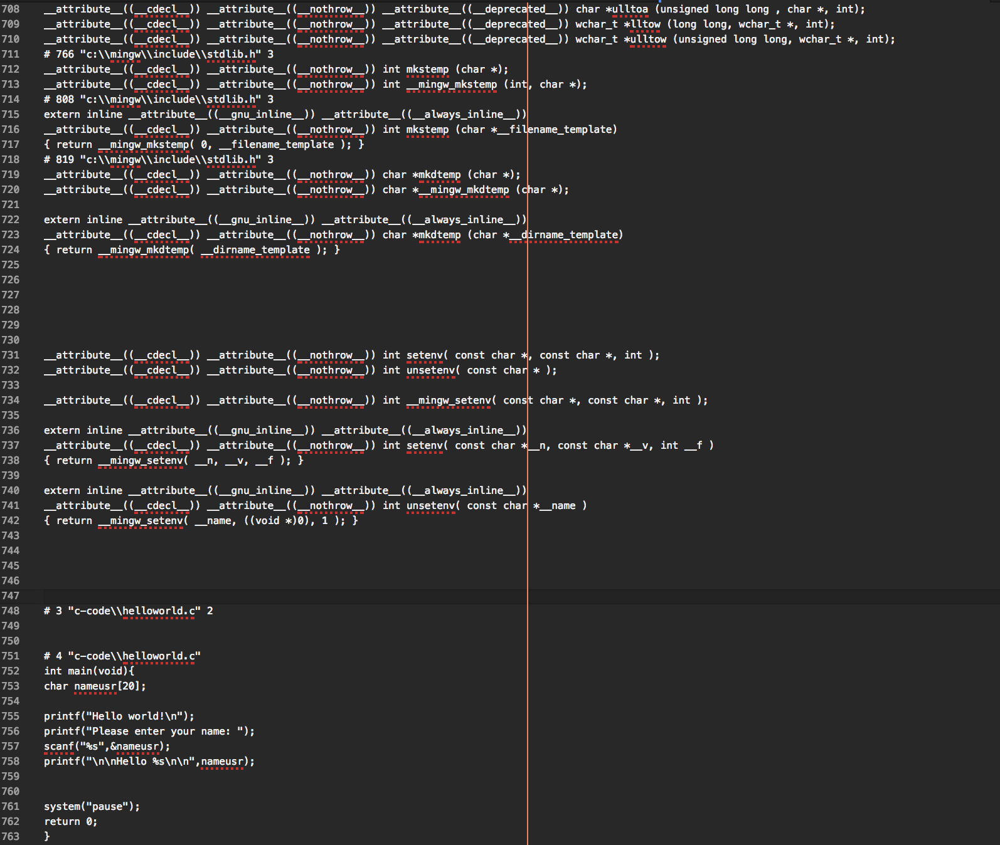 708 __attribute__((__cdecl__)) __attribute__((__nothrow__)) __attribute__((__deprecated__)) char *ulltoa (unsigned long long , char *, int);
709 __attribute__((__cdecl__)) __attribute__((__nothrow__)) __attribute__((__deprecated__)) wchar_t *lltow (long long, wchar_t *, int);
710 __attribute__((__cdecl__)) __attribute__((__nothrow__)) __attribute__((__deprecated__)) wchar_t *ulltow (unsigned long long, wchar_t *, int);
711 # 766 "c:\\mingw\\include\\stdlib.h" 3
712 __attribute__((__cdecl__)) __attribute__((__nothrow__)) int mkstemp (char *);
713 __attribute__((__cdecl__)) __attribute__((__nothrow__)) int __mingw_mkstemp (int, char *);
714 # 808 "c:\\mingw\\include\\stdlib.h" 3
715 extern inline __attribute__((__gnu_inline__)) __attribute__((__always_inline__))
716 __attribute__((__cdecl__)) __attribute__((__nothrow__)) int mkstemp (char *__filename_template)
717 { return __mingw_mkstemp( 0, __filename_template ); }
718 # 819 "c:\\mingw\\include\\stdlib.h" 3
719 __attribute__((__cdecl__)) __attribute__((__nothrow__)) char *mkdtemp (char *);
720 __attribute__((__cdecl__)) __attribute__((__nothrow__)) char *__mingw_mkdtemp (char *);
721
722 extern inline __attribute__((__gnu_inline__)) __attribute__((__always_inline__))
723 __attribute__((__cdecl__)) __attribute__((__nothrow__)) char *mkdtemp (char *__dirname_template)
724 { return __mingw_mkdtemp( __dirname_template ); }
725
726
727
728
729
730
731 __attribute__((__cdecl__)) __attribute__((__nothrow__)) int setenv( const char *, const char *, int );
732 __attribute__((__cdecl__)) __attribute__((__nothrow__)) int unsetenv( const char * );
733
734 __attribute__((__cdecl__)) __attribute__((__nothrow__)) int __mingw_setenv( const char *, const char *, int );
735
736 extern inline __attribute__((__gnu_inline__)) __attribute__((__always_inline__))
737 __attribute__((__cdecl__)) __attribute__((__nothrow__)) int setenv( const char *__n, const char *__v, int __f )
738 { return __mingw_setenv( __n, __v, __f ); }
739
740 extern inline __attribute__((__gnu_inline__)) __attribute__((__always_inline__))
741 __attribute__((__cdecl__)) __attribute__((__nothrow__)) int unsetenv( const char *__name )
742 { return __mingw_setenv( __name, ((void *)0), 1 ); }
743
744
745
746
747
748 # 3 "c-code\\helloworld.c" 2
749
750
751 # 4 "c-code\\helloworld.c"
752 int main(void){
753 char nameusr[20];
754
755 printf("Hello world!\n");
756 printf("Please enter your name: ");
757 scanf("%s",&nameusr);
758 printf("\n\nHello %s\n\n",nameusr);
759
760
761 system("pause");
762 return 0;
763 }